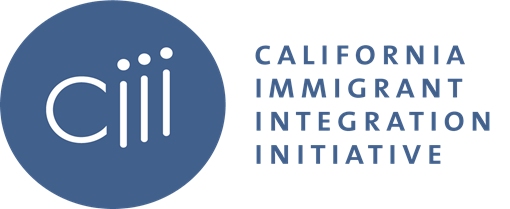 ciii
CALIFORNIA
IMMIGRANT
INTEGRATION
INITIATIVE